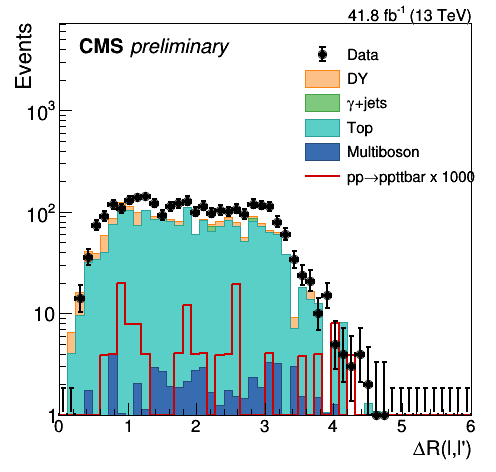 41.8 fb⁻¹ (13 TeV)
CMS preliminary
Events
Data
DY
γ+jets
Top
Multiboson
pp→ppttbar x 1000
10³
10²
10
1
0 1 2 3 4 5 6
ΔR(l,l')